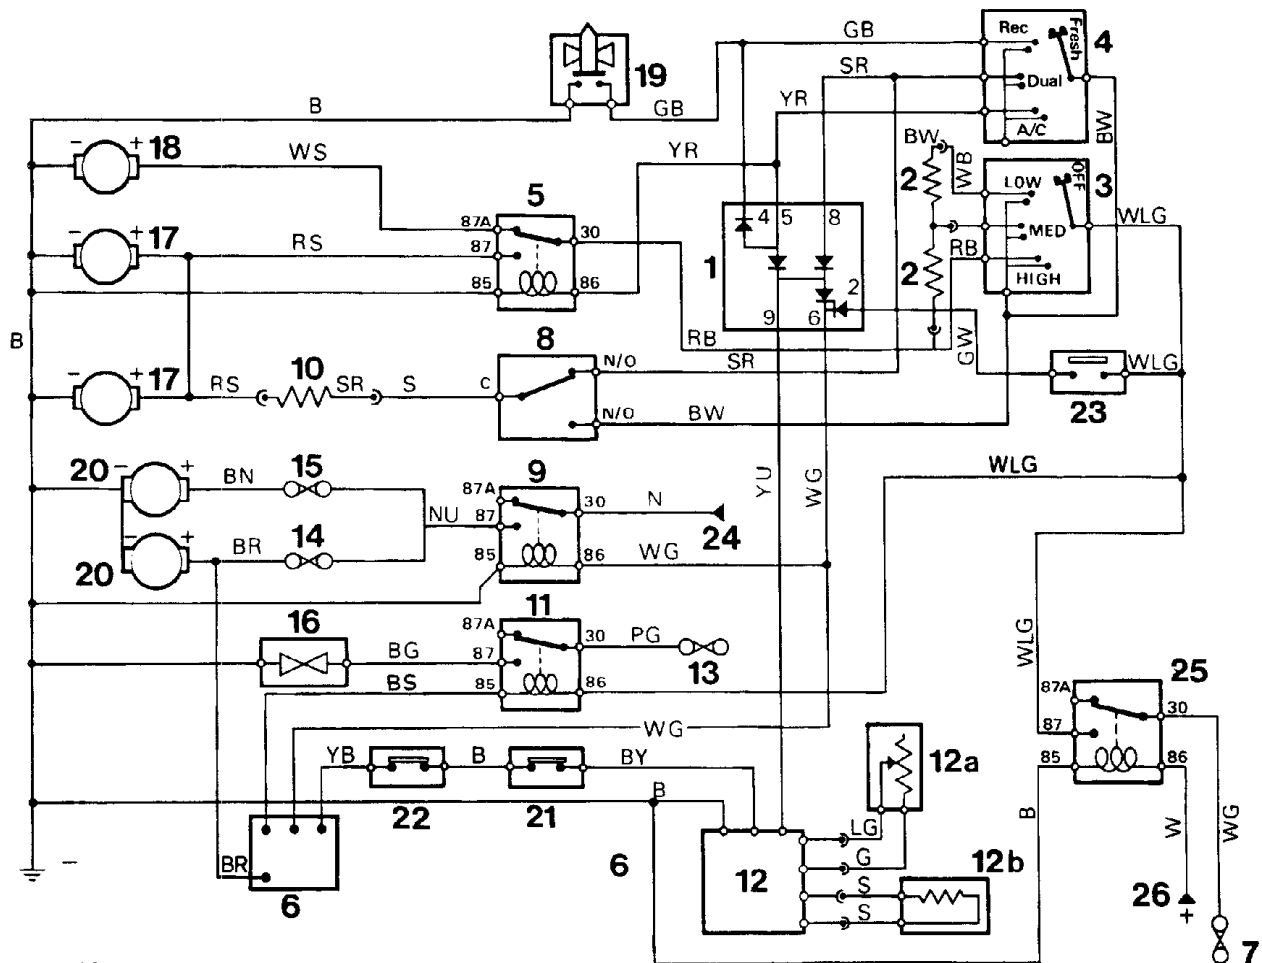 GB
Rec
Fresh
4
19
SR
Dual
B
GB
YR
A/C
BW
- + 18
WS
YR
BW
WB
2
LOW
OFF
3
5
87A
30
4 5 8
WLG
- + 17
RS
87
MED
1
RB
2
HIGH
85
86
2
9 6
B
RB
GW
8
N/O
SR
WLG
- + 17
RS
10
SR
S
C
23
N/O
BW
20
- +
BN
15
9
YU
WG
WLG
87A
30
N
NU
87
24
- +
BR
14
85
86
WG
20
16
11
87A
30
PG
WLG
BG
87
13
25
BS
85
86
87A
30
WG
87
YB
B
BY
12a
85
86
22
21
B
B
W
WG
-
LG
BR
6
12
G
12b
6
S
26
+
S
7